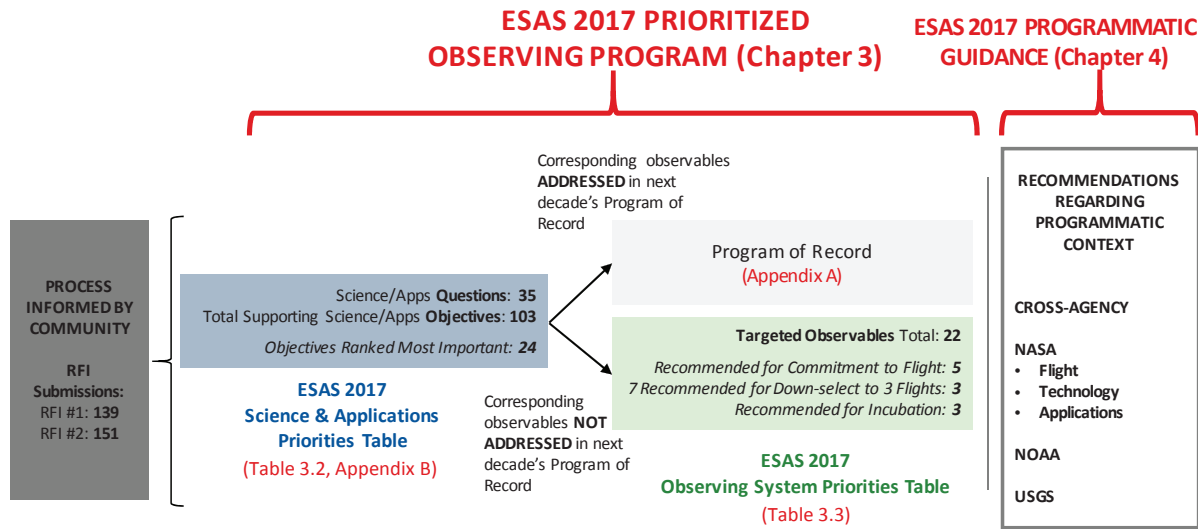 ESAS 2017 PRIORITIZED
OBSERVING PROGRAM (Chapter 3)
ESAS 2017 PROGRAMMATIC
GUIDANCE (Chapter 4)
PROCESS
INFORMED BY
COMMUNITY
RFI
Submissions:
RFI #1: 139
RFI #2: 151
Science/Apps Questions: 35
Total Supporting Science/Apps Objectives: 103
Objectives Ranked Most Important: 24
ESAS 2017
Science & Applications
Priorities Table
(Table 3.2, Appendix B)
Corresponding observables
ADDRESSED in next
decade's Program of
Record
Program of Record
(Appendix A)
Corresponding
observables NOT
ADDRESSED in next
decade's Program of
Record
Targeted Observables Total: 22
Recommended for Commitment to Flight: 5
7 Recommended for Down-select to 3 Flights: 3
Recommended for Incubation: 3
ESAS 2017
Observing System Priorities Table
(Table 3.3)
RECOMMENDATIONS
REGARDING
PROGRAMMATIC
CONTEXT
CROSS-AGENCY
NASA
• Flight
• Technology
• Applications
NOAA
USGS